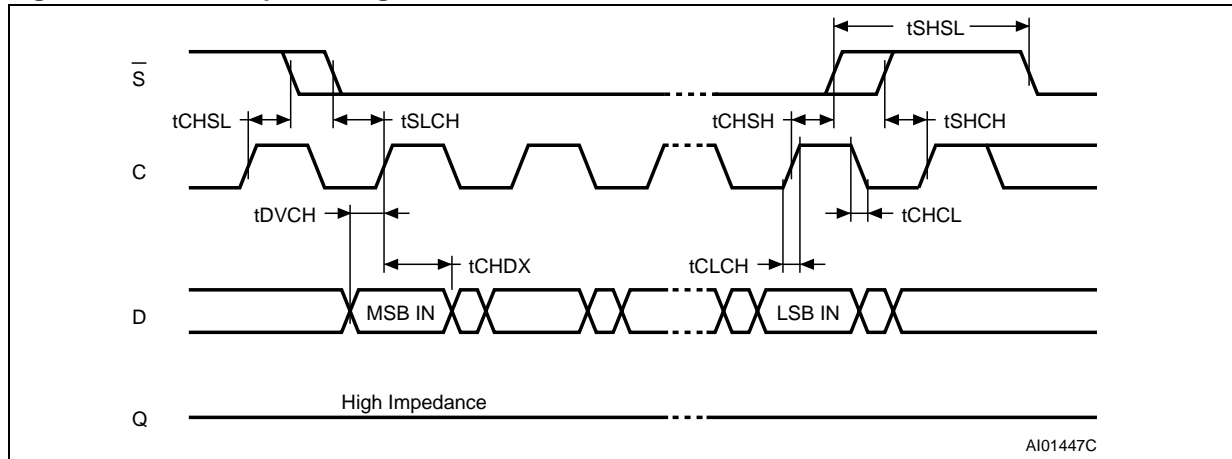 tSHSL
S
tCHSL
tSLCH
tCHSH
tSHCH
C
tDVCH
tCHCL
tCHDX
tCLCH
D
MSB IN
LSB IN
High Impedance
Q
AI01447C